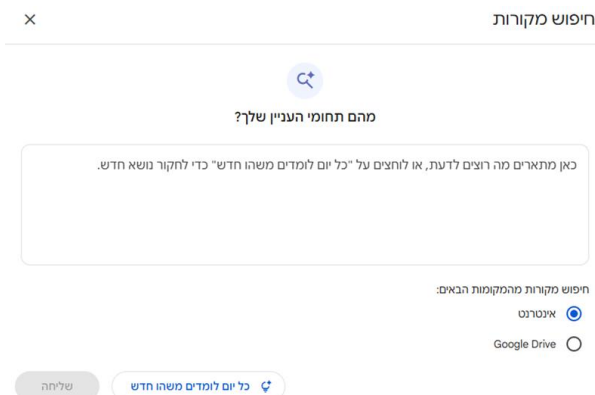 חיפוש מקורות
מהם תחומי העניין שלך?
כאן מתארים מה רוצים לדעת, או לוחצים על "כל יום לומדים משהו חדש" כדי לחקור נושא חדש.
חיפוש מקורות מהמקומות הבאים:
אינטרנט
Google Drive
כל יום לומדים משהו חדש
שליחה